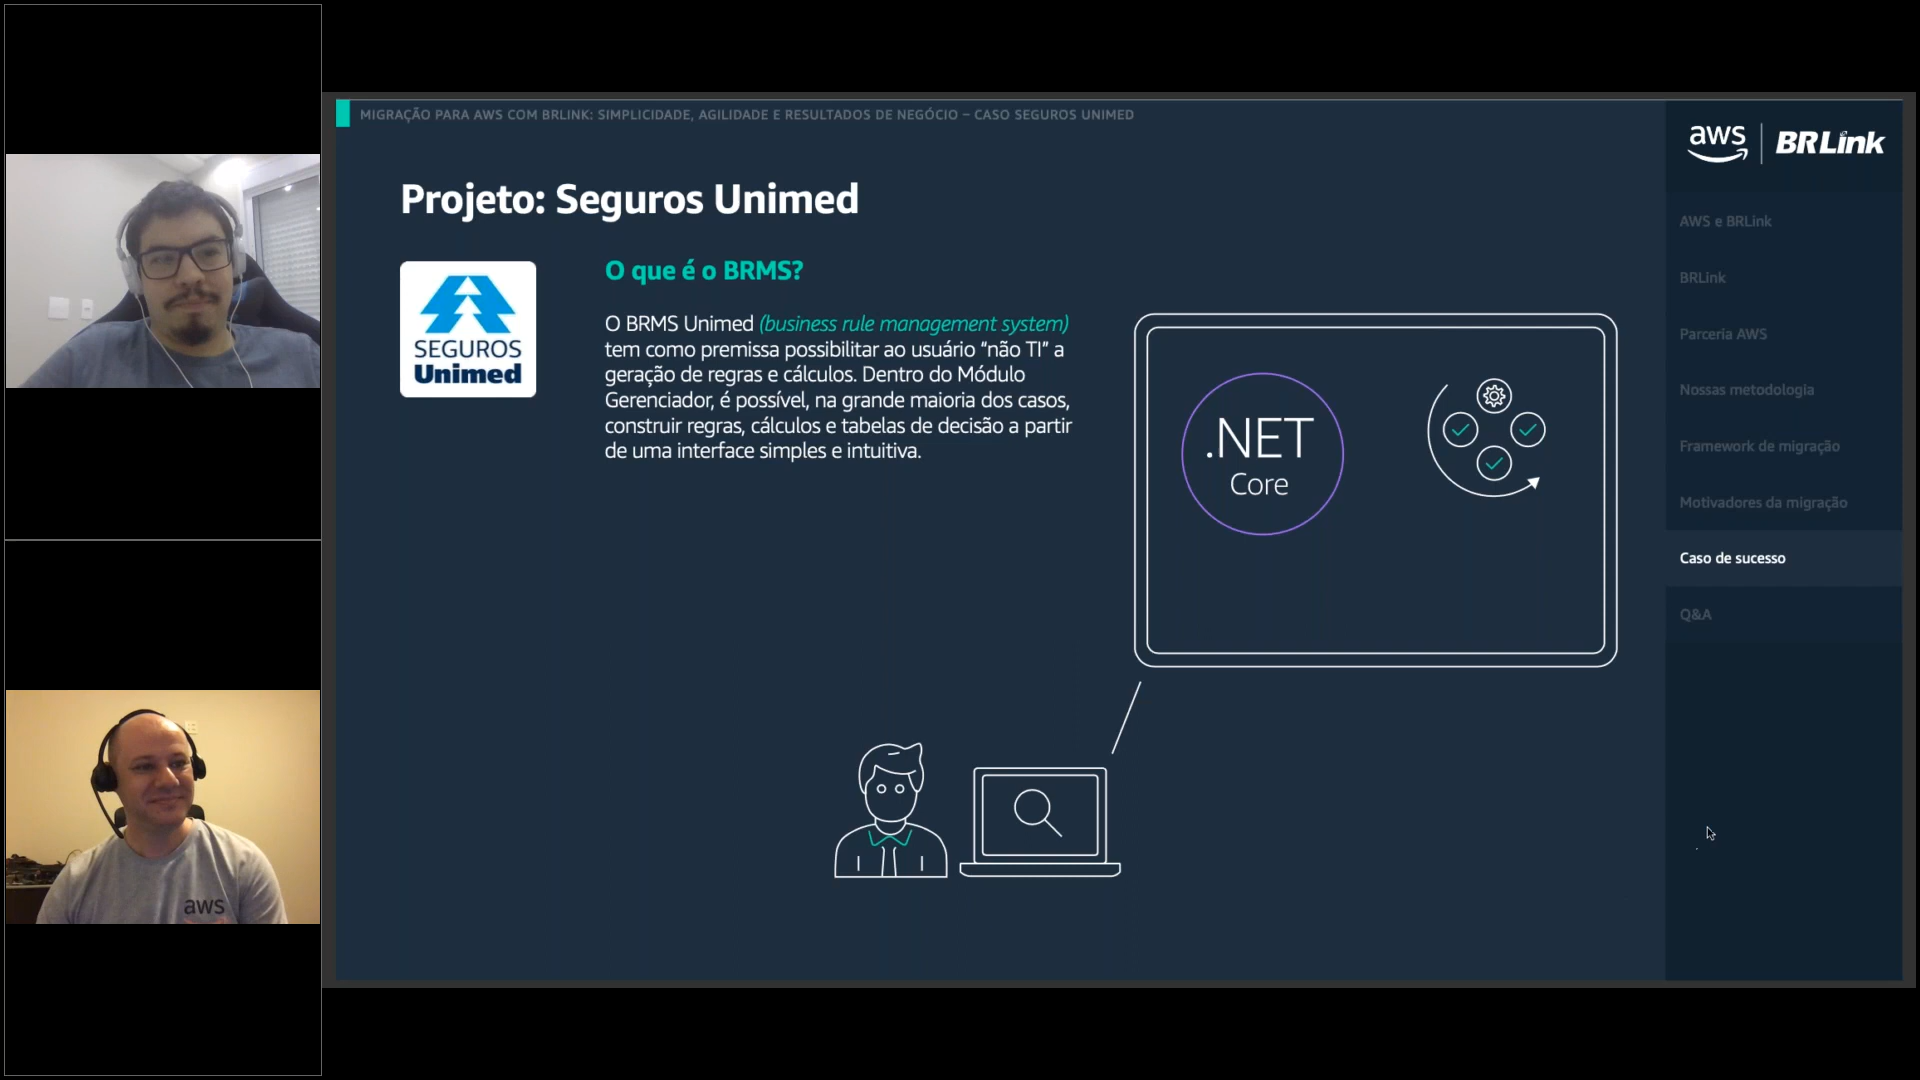 MIGRAÇÃO PARA AWS COM BRLINK: SIMPLICIDADE, AGILIDADE E RESULTADOS DE NEGÓCIO – CASO SEGUROS UNIMED
Projeto: Seguros Unimed
SEGUROS
Unimed
O que é o BRMS?
O BRMS Unimed (business rule management system)
tem como premissa possibilitar ao usuário “não TI” a
geração de regras e cálculos. Dentro do Módulo
Gerenciador, é possível, na grande maioria dos casos,
construir regras, cálculos e tabelas de decisão a partir
de uma interface simples e intuitiva.
.NET
Core
aws
BRLink
AWS e BRLink
BRLink
Parceria AWS
Nossas metodologia
Framework de migração
Motivadores da migração
Caso de sucesso
Q&A
aws